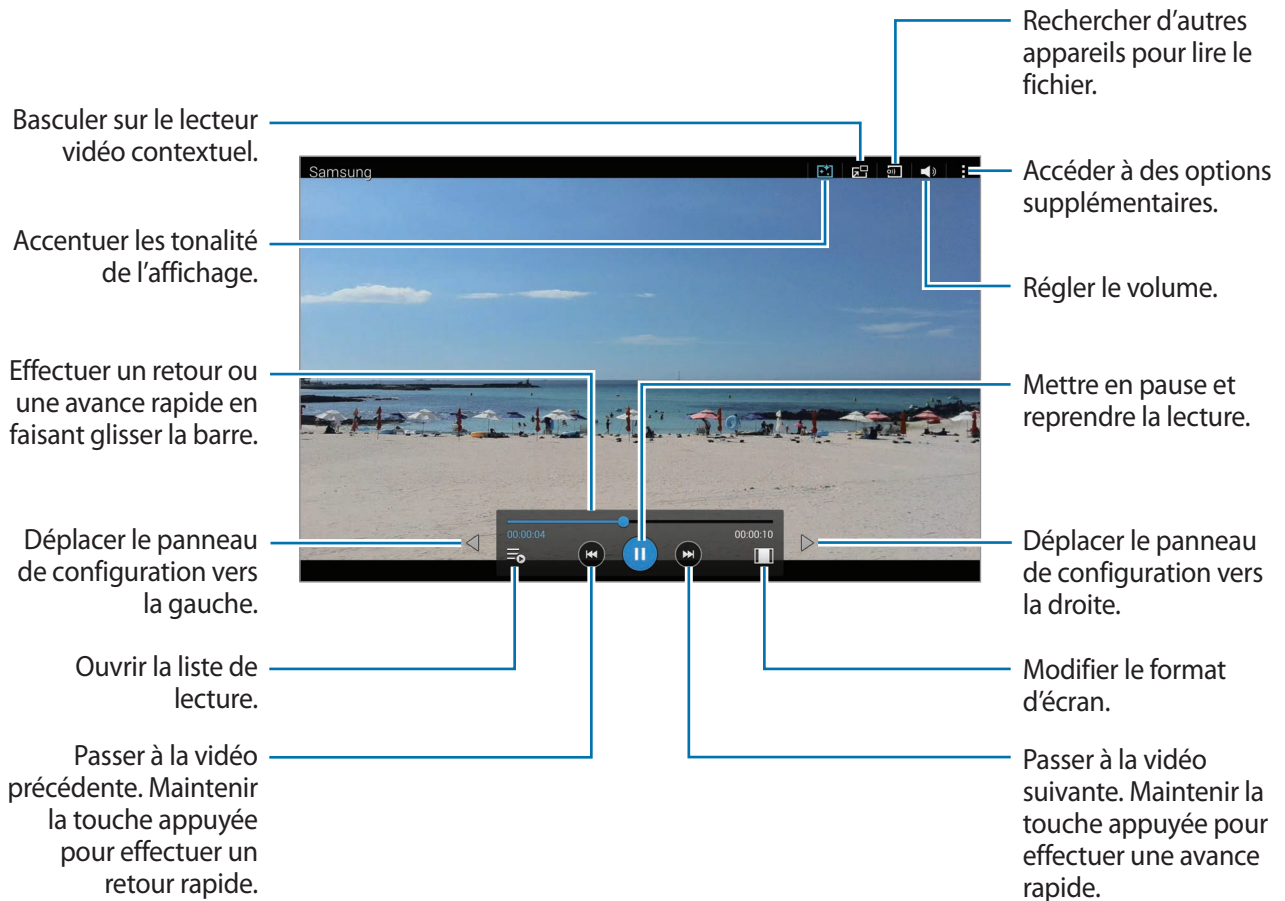 Rechercher d'autres
appareils pour lire le
fichier.
Basculer sur le lecteur
vidéo contextuel.
Samsung
Accéder à des options
supplémentaires.
Accentuer les tonalité
de l'affichage.
Régler le volume.
Effectuer un retour ou
une avance rapide en
faisant glisser la barre.
Mettre en pause et
reprendre la lecture.
00:00:04
00:00:10
Déplacer le panneau
de configuration vers
la gauche.
Déplacer le panneau
de configuration vers
la droite.
Ouvrir la liste de
lecture.
Modifier le format
d'écran.
Passer à la vidéo
précédente. Maintenir
la touche appuyée
pour effectuer un
retour rapide.
Passer à la vidéo
suivante. Maintenir la
touche appuyée pour
effectuer une avance
rapide.